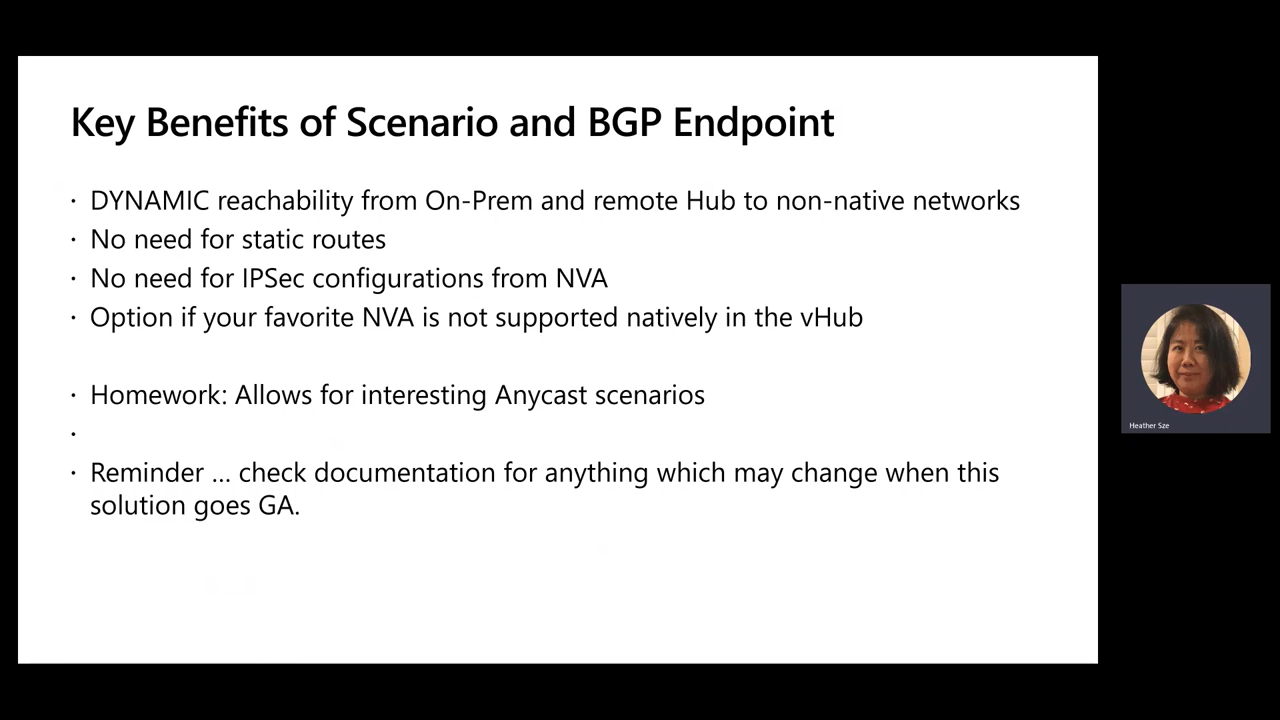 Key Benefits of Scenario and BGP Endpoint
· DYNAMIC reachability from On-Prem and remote Hub to non-native networks
· No need for static routes
· No need for IPSec configurations from NVA
· Option if your favorite NVA is not supported natively in the vHub
· Homework: Allows for interesting Anycast scenarios
·
· Reminder ... check documentation for anything which may change when this
solution goes GA.
Heather Sze